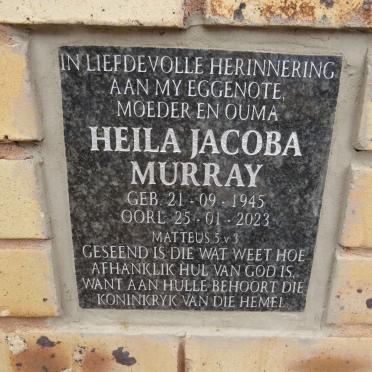 IN LIEFDEVOLLE HERINNERING
AAN MY EGGENOTE,
MOEDER EN OUMA
HEILA JACOBA
MURRAY
GEB. 21 - 09 - 1945
OORL. 25 - 01 - 2023
MATTEUS 5 v 3
GESEËND IS DIE WAT WEET HOE
AFHANKLIK HUL VAN GOD IS.
WANT AAN HULLE BEHOORT DIE
KONINKRYK VAN DIE HEMEL